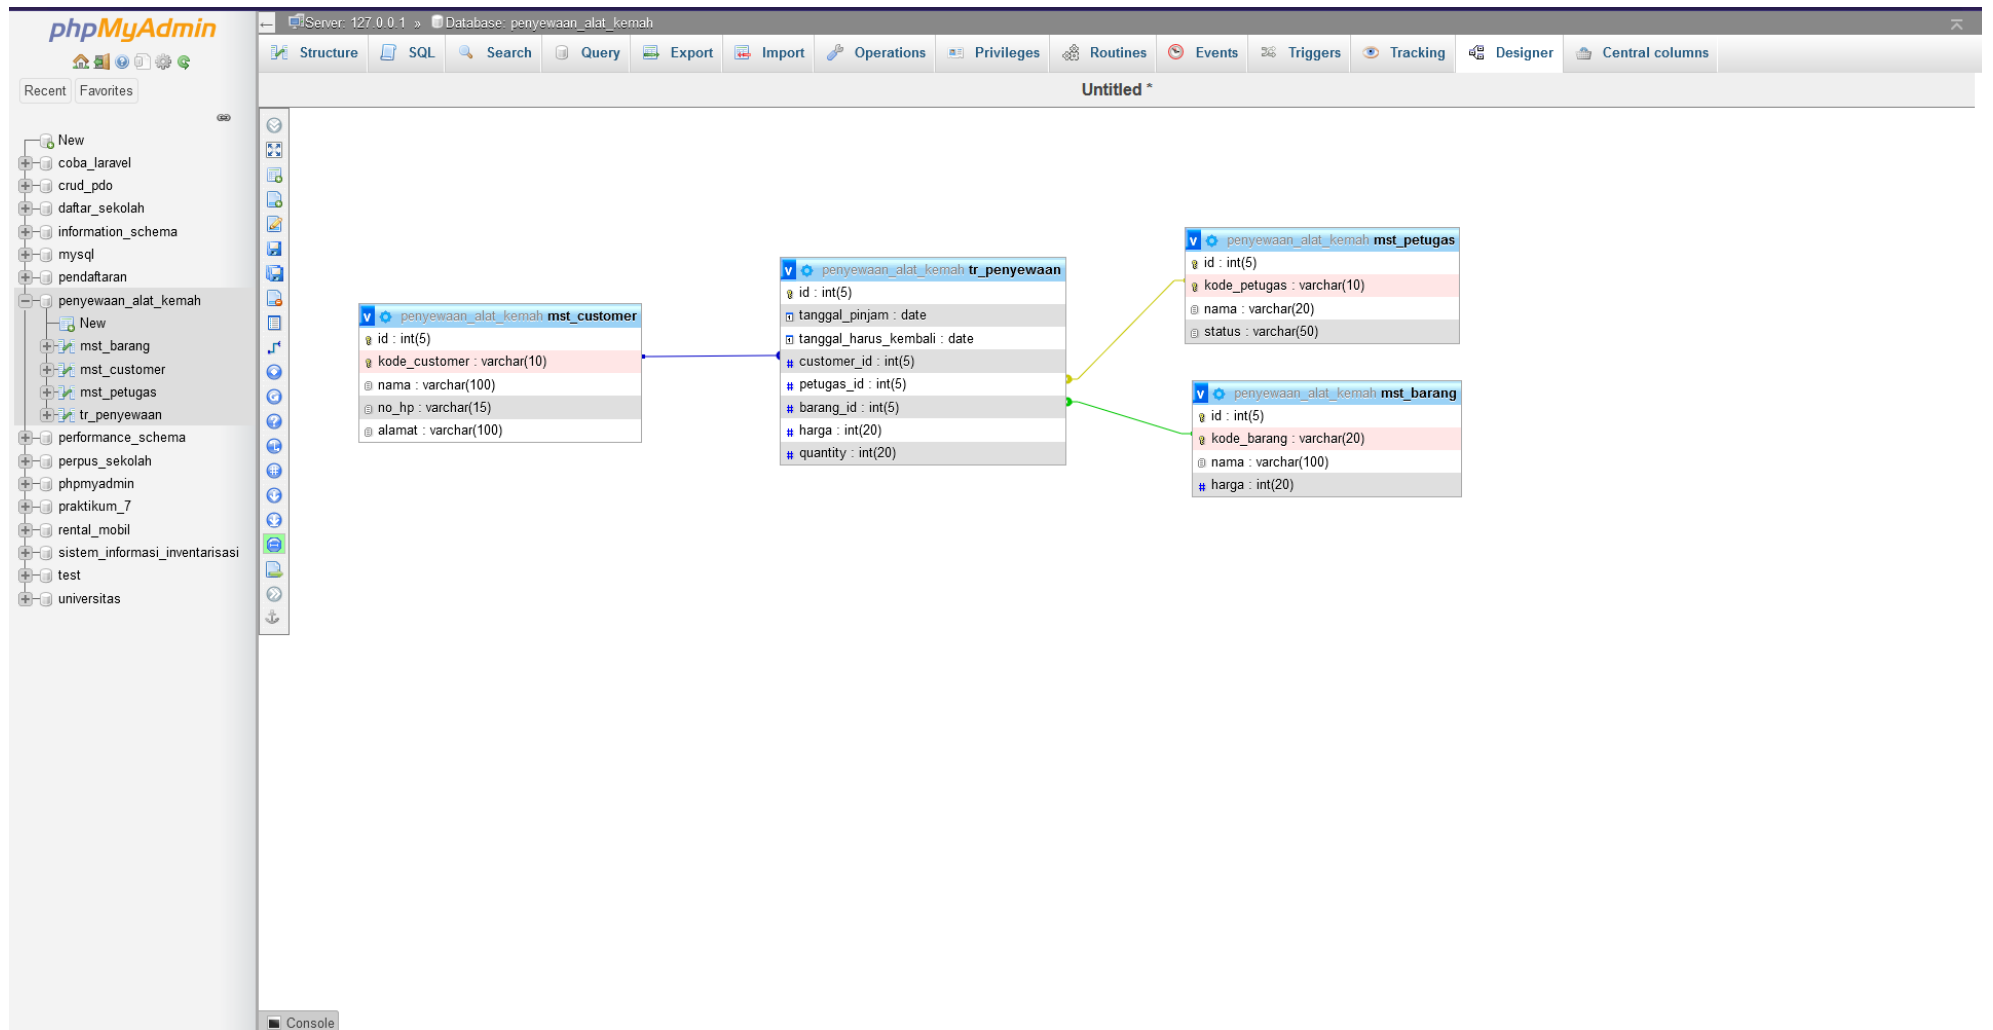 phpMyAdmin
Recent Favorites
New
coba_laravel
crud_pdo
daftar_sekolah
information_schema
mysql
pendaftaran
penyewaan_alat_kemah
New
mst_barang
mst_customer
mst_petugas
tr_penyewaan
performance_schema
perpus_sekolah
phpmyadmin
praktikum_7
rental_mobil
sistem_informasi_inventarisasi
test
universitas
Server: 127.0.0.1 » Database: penyewaan_alat_kemah
Structure SQL Search Query Export Import Operations Privileges Routines Events Triggers Tracking Designer Central columns
Untitled *
v penyewaan_alat_kemah mst_customer
id : int(5)
kode_customer : varchar(10)
nama : varchar(100)
no_hp : varchar(15)
alamat : varchar(100)
v penyewaan_alat_kemah tr_penyewaan
id : int(5)
tanggal_pinjam : date
tanggal_harus_kembali : date
# customer_id : int(5)
# petugas_id : int(5)
# barang_id : int(5)
# harga : int(20)
# quantity : int(20)
v penyewaan_alat_kemah mst_petugas
id : int(5)
kode_petugas : varchar(10)
nama : varchar(20)
status : varchar(50)
v penyewaan_alat_kemah mst_barang
id : int(5)
kode_barang : varchar(20)
nama : varchar(100)
# harga : int(20)
Console